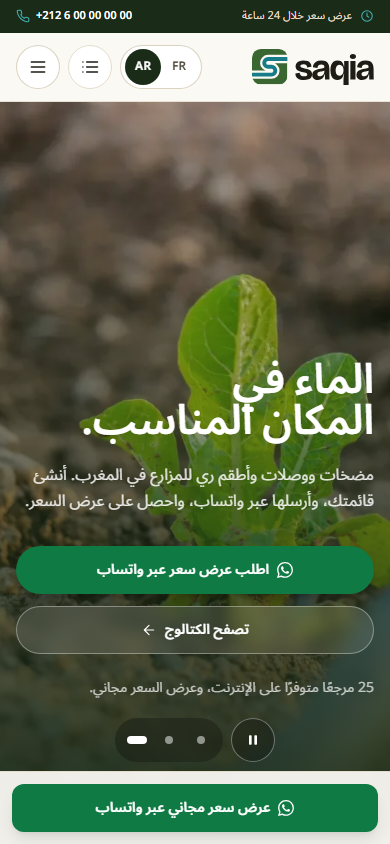 عرض سعر خلال 24 ساعة
+212 6 00 00 00 00
saqia
AR FR
الماء في
المكان المناسب.
مضخات ووصلات وأطقم ري للمزارع في المغرب. أنشئ
قائمتك، وأرسلها عبر واتساب، واحصل على عرض السعر.
اطلب عرض سعر عبر واتساب
تصفح الكتالوج ←
25 مرجعًا متوفرًا على الإنترنت، وعرض السعر مجاني.
عرض سعر مجاني عبر واتساب